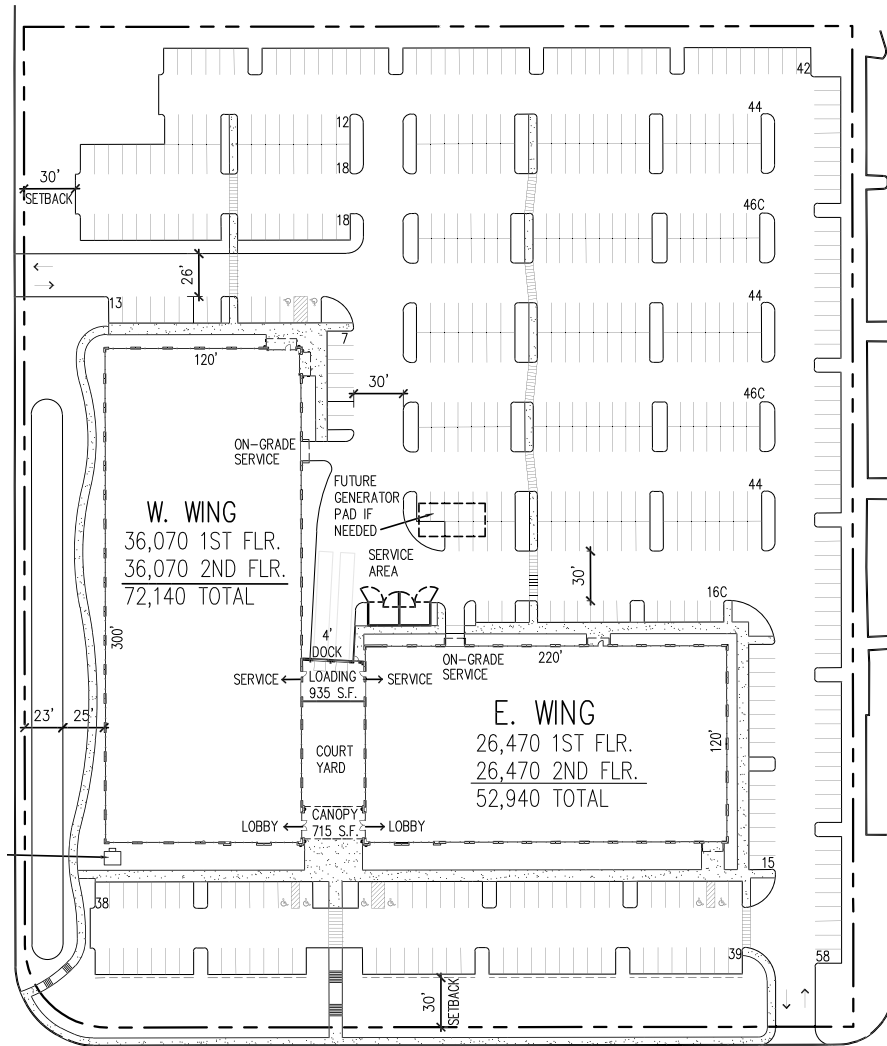 42
44
12
18
30'
SETBACK
18
46C
26'
13
44
7
120'
30'
46C
ON-GRADE
SERVICE
FUTURE
GENERATOR
PAD IF
NEEDED
44
W. WING
36,070 1ST FLR.
36,070 2ND FLR.
72,140 TOTAL
SERVICE
AREA
30'
16C
300'
4'
DOCK
ON-GRADE
SERVICE
220'
SERVICE
LOADING
935 S.F.
SERVICE
23'
25'
E. WING
26,470 1ST FLR.
26,470 2ND FLR.
52,940 TOTAL
120'
COURT
YARD
LOBBY
CANOPY
715 S.F.
LOBBY
15
38
39
58
30'
SETBACK